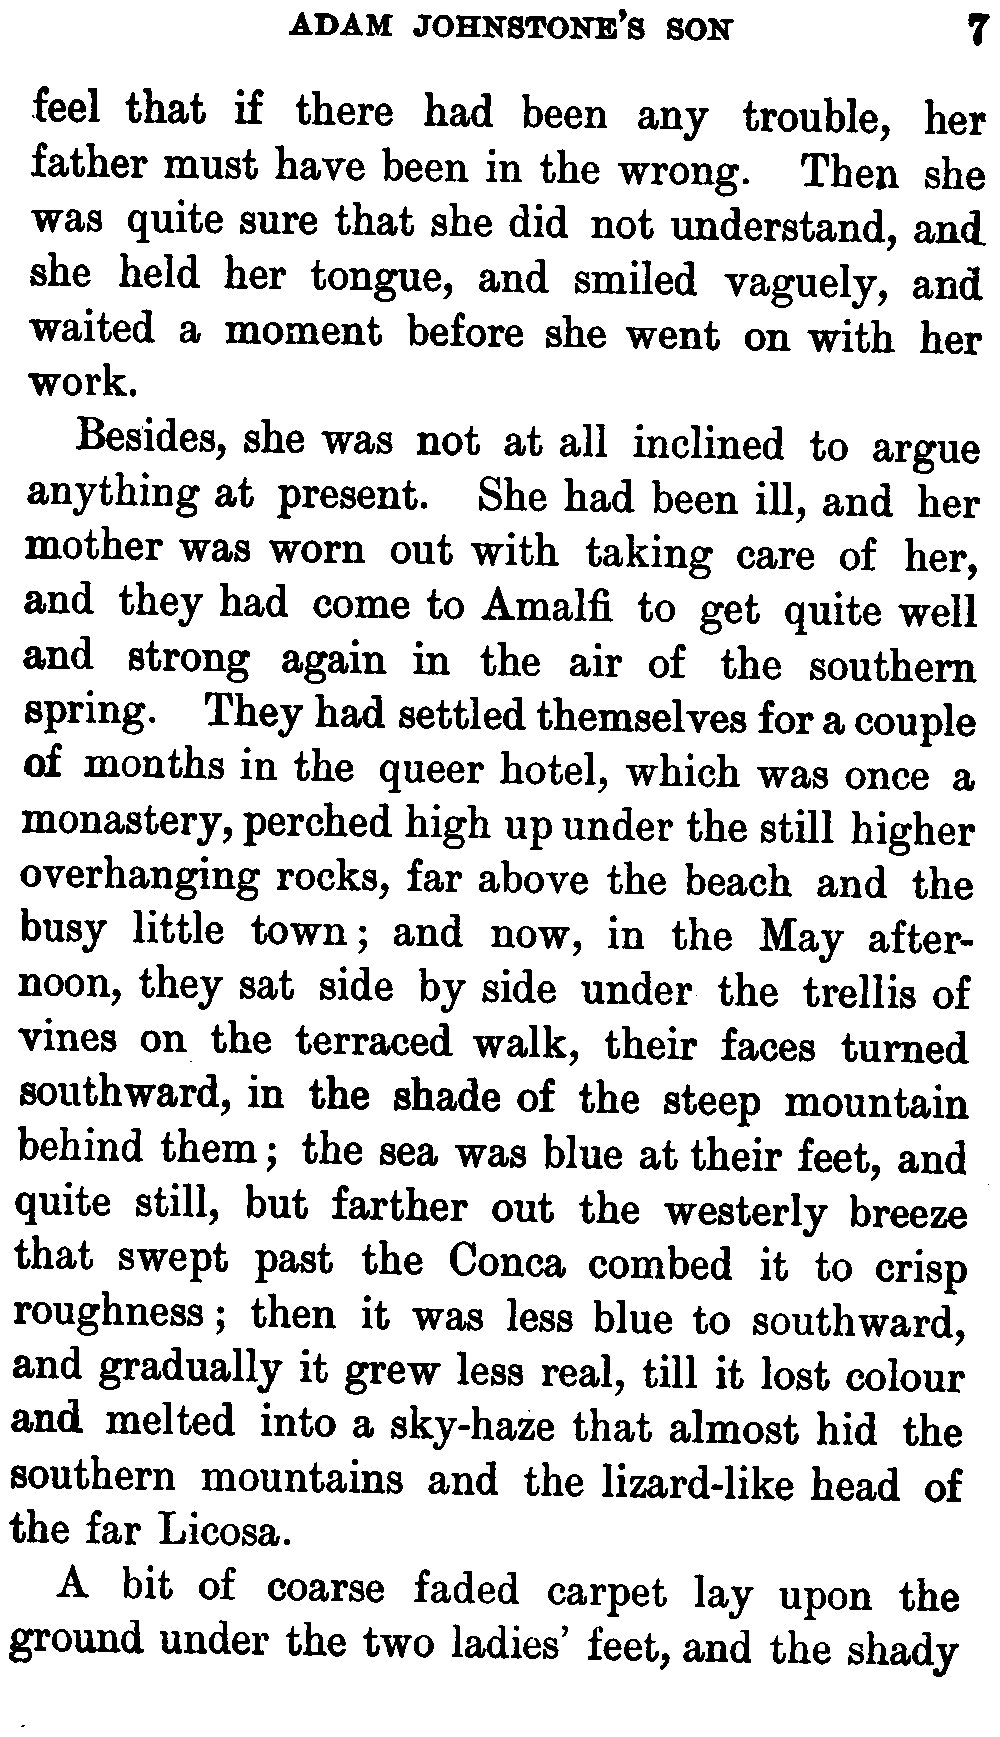 ADAM JOHNSTONE'S SON 7
feel that if there had been any trouble, her
father must have been in the wrong. Then she
was quite sure that she did not understand, and
she held her tongue, and smiled vaguely, and
waited a moment before she went on with her
work.
Besides, she was not at all inclined to argue
anything at present. She had been ill, and her
mother was worn out with taking care of her,
and they had come to Amalfi to get quite well
and strong again in the air of the southern
spring. They had settled themselves for a couple
of months in the queer hotel, which was once a
monastery, perched high up under the still higher
overhanging rocks, far above the beach and the
busy little town; and now, in the May after-
noon, they sat side by side under the trellis of
vines on the terraced walk, their faces turned
southward, in the shade of the steep mountain
behind them; the sea was blue at their feet, and
quite still, but farther out the westerly breeze
that swept past the Conca combed it to crisp
roughness; then it was less blue to southward,
and gradually it grew less real, till it lost colour
and melted into a sky-haze that almost hid the
southern mountains and the lizard-like head of
the far Licosa.
A bit of coarse faded carpet lay upon the
ground under the two ladies' feet, and the shady